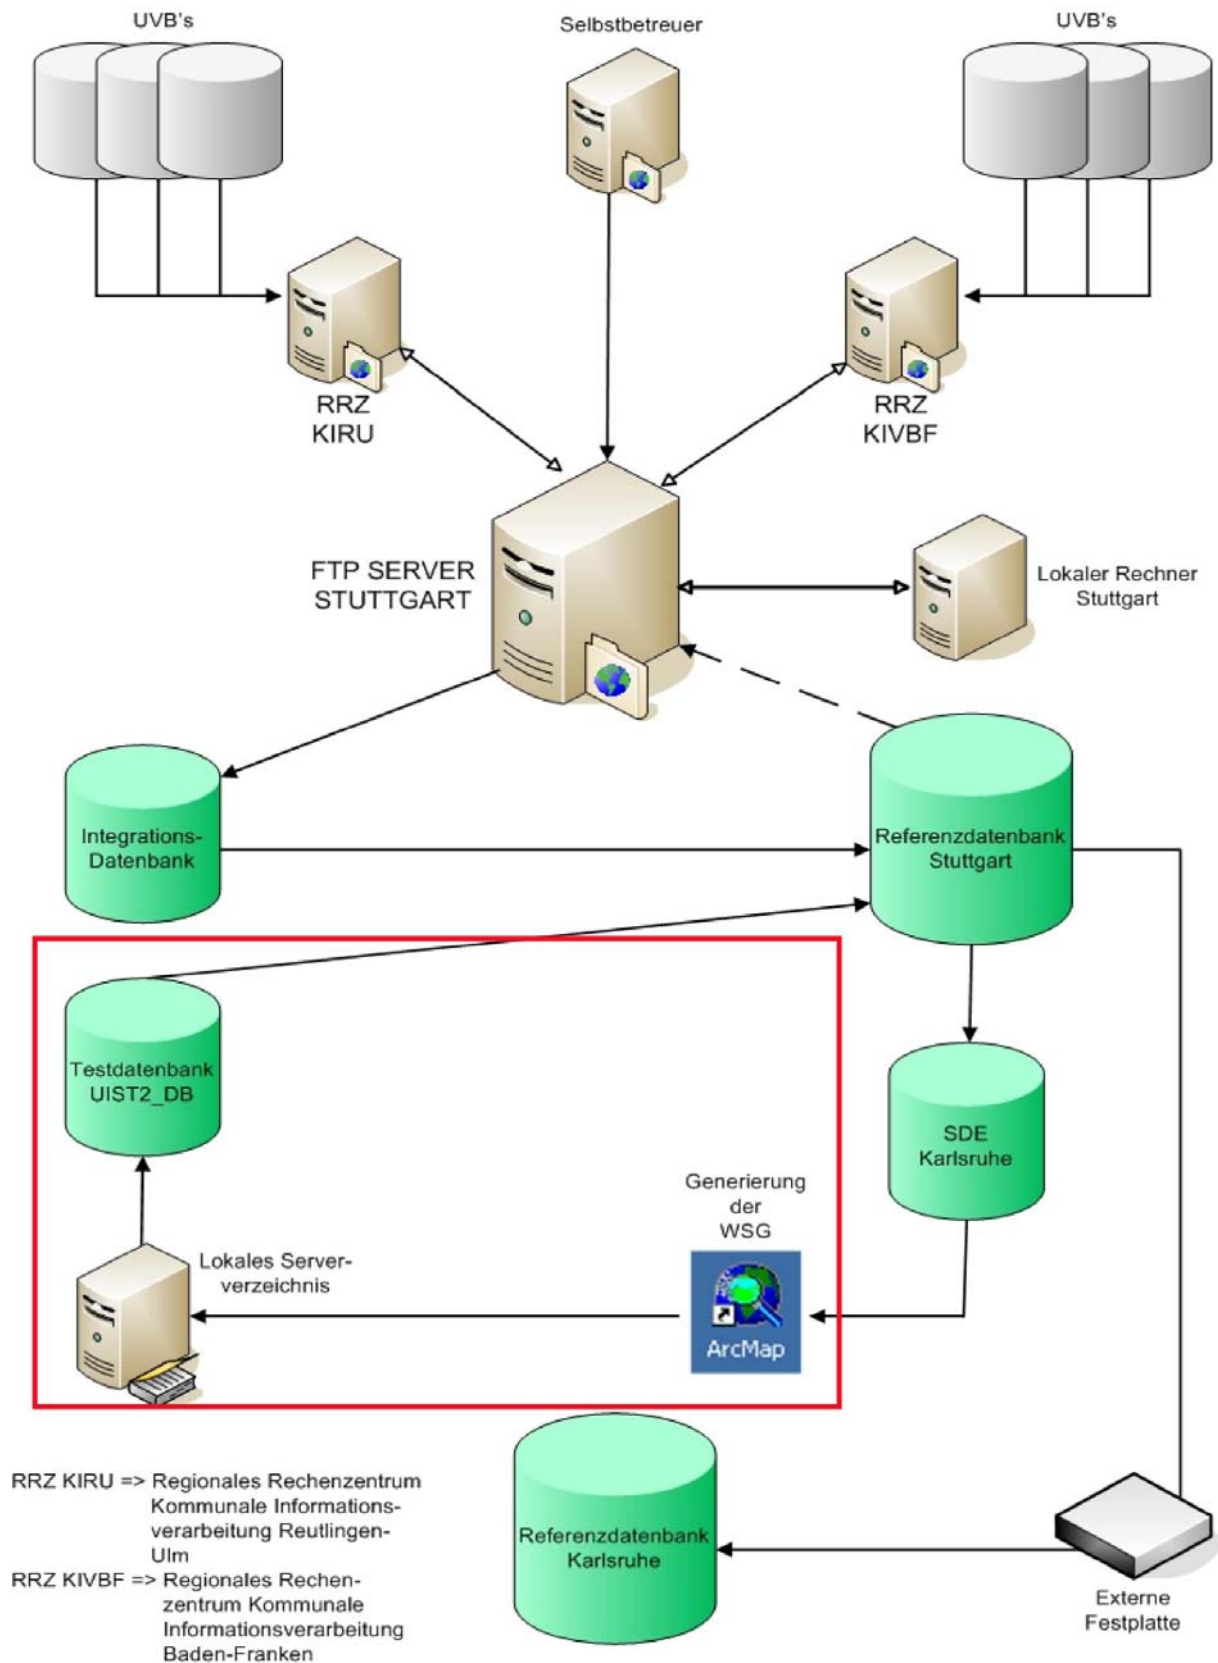 UVB's
Selbstbetreuer
UVB's
RRZ
KIRU
RRZ
KIVBF
FTP SERVER
STUTTGART
Lokaler Rechner
Stuttgart
Integrations-
Datenbank
Referenzdatenbank
Stuttgart
Testdatenbank
UIST2_DB
SDE
Karlsruhe
Generierung
der
WSG
Lokales Server-
verzeichnis
ArcMap
RRZ KIRU => Regionales Rechenzentrum
Kommunale Informations-
verarbeitung Reutlingen-
Ulm
RRZ KIVBF => Regionales Rechen-
zentrum Kommunale
Informationsverarbeitung
Baden-Franken
Referenzdatenbank
Karlsruhe
Externe
Festplatte